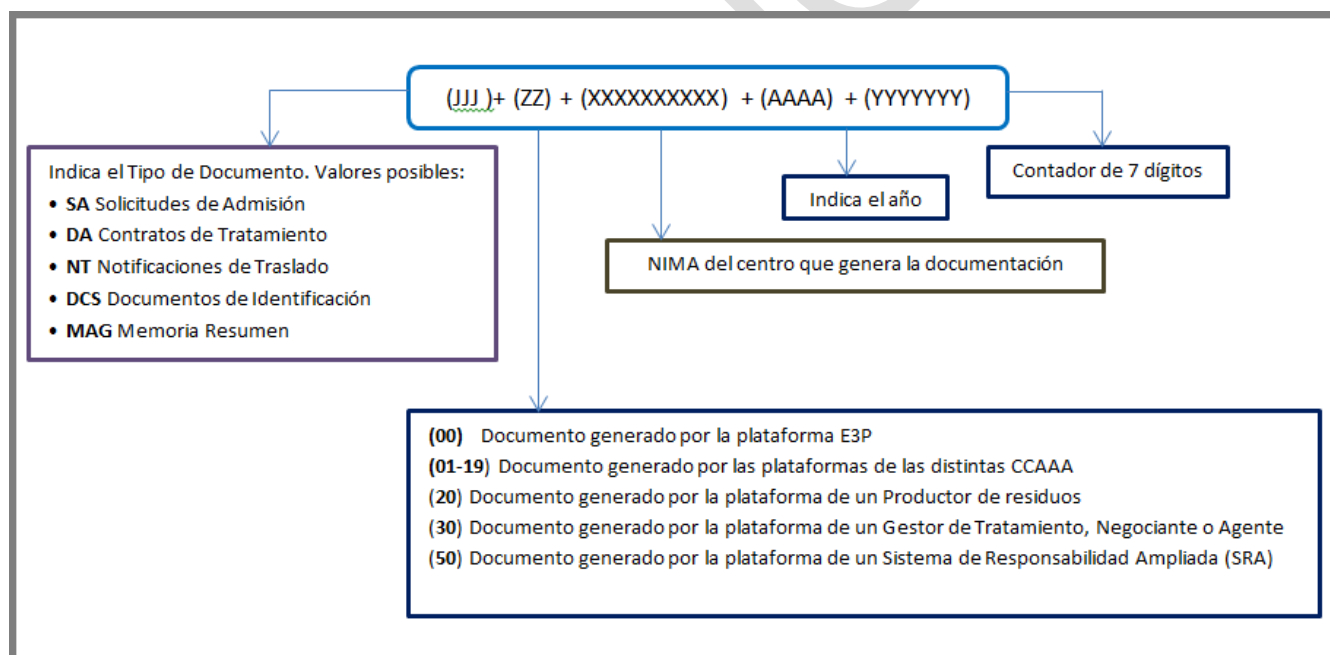 (JJJ )+ (ZZ) + (XXXXXXXXXX) + (AAAA) + (YYYYYYY)
Indica el Tipo de Documento. Valores posibles:
• SA Solicitudes de Admisión
• DA Contratos de Tratamiento
• NT Notificaciones de Traslado
• DCS Documentos de Identificación
• MAG Memoria Resumen
Contador de 7 dígitos
Indica el año
NIMA del centro que genera la documentación
(00) Documento generado por la plataforma E3P
(01-19) Documento generado por las plataformas de las distintas CCAAA
(20) Documento generado por la plataforma de un Productor de residuos
(30) Documento generado por la plataforma de un Gestor de Tratamiento, Negociante o Agente
(50) Documento generado por la plataforma de un Sistema de Responsabilidad Ampliada (SRA)